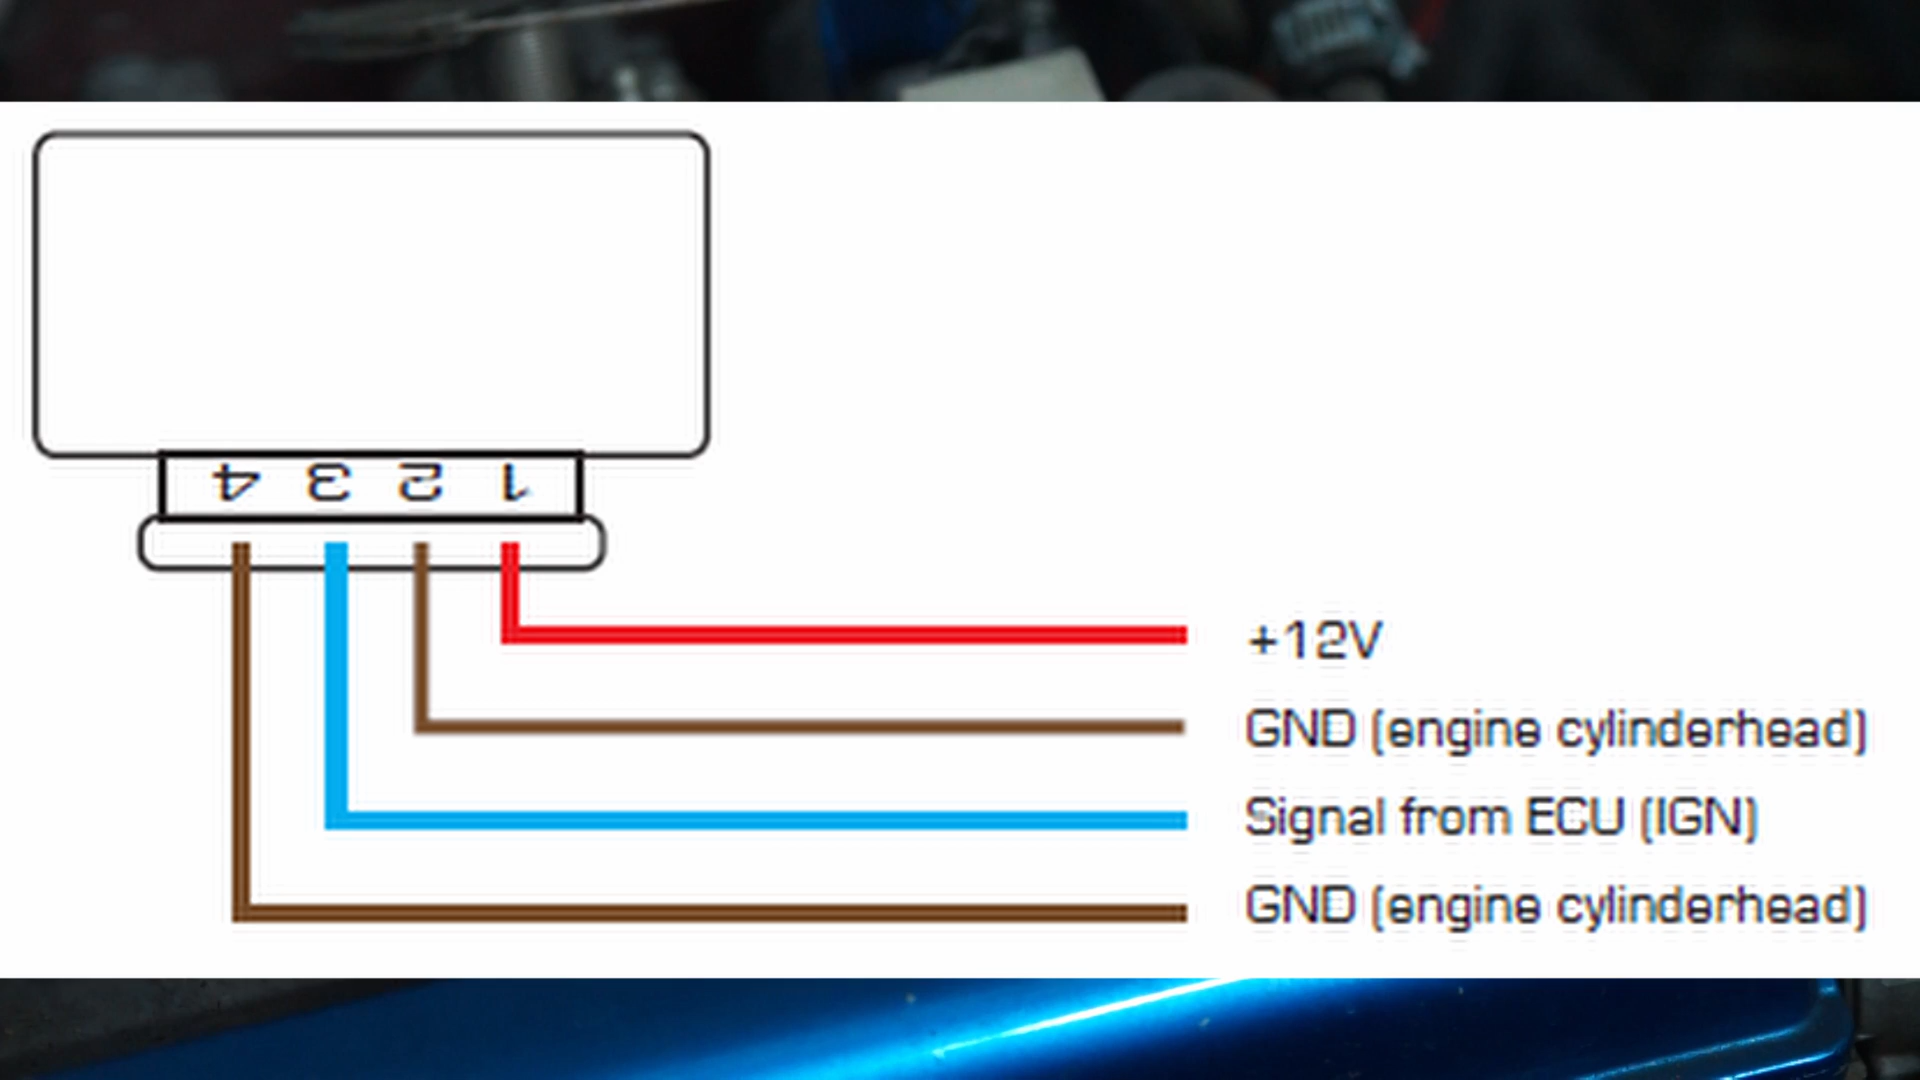 4 3 2 1
+12V
GND (engine cylinderhead)
Signal from ECU (IGN)
GND (engine cylinderhead)